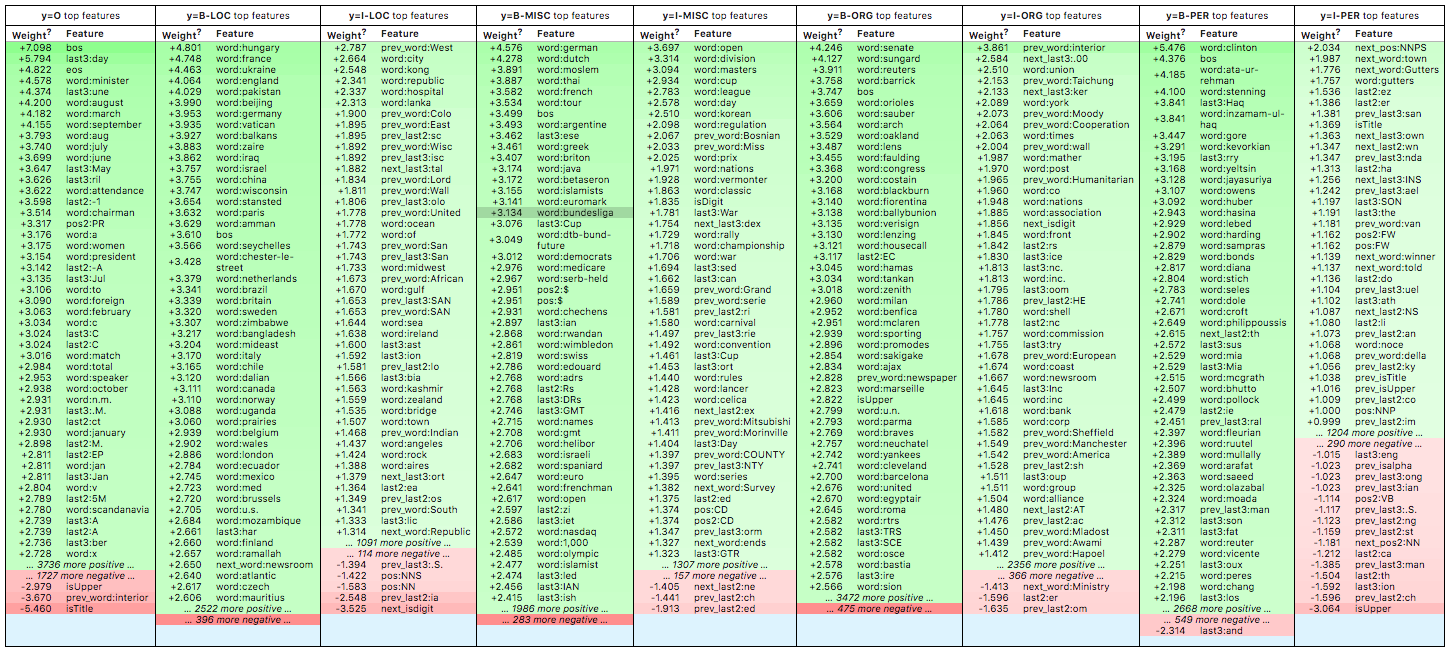 y=O top features
Weight? Feature
+7.098 bos
+5.794 last3:day
+4.822 eos
+4.578 word:minister
+4.374 last3:une
+4.200 word:august
+4.182 word:march
+4.155 word:september
+3.793 word:aug
+3.740 word:july
+3.699 word:june
+3.647 last3:May
+3.626 last3:ril
+3.622 word:attendance
+3.598 last2:-1
+3.514 word:chairman
+3.317 pos2:PR
+3.176 word:a
+3.175 word:women
+3.154 word:president
+3.142 last2:-A
+3.135 last3:Jul
+3.106 word:to
+3.090 word:foreign
+3.063 word:february
+3.034 word:c
+3.024 last3:C
+3.024 last2:C
+3.016 word:match
+2.984 word:total
+2.953 word:speaker
+2.938 word:october
+2.931 word:n.m.
+2.931 last3:.M.
+2.930 last2:ct
+2.930 word:january
+2.898 last2:M.
+2.811 last2:EP
+2.811 word:jan
+2.811 last3:Jan
+2.804 word:v
+2.789 last2:5M
+2.780 word:scandanavia
+2.739 last3:A
+2.739 last2:A
+2.736 last3:ber
+2.728 word:x
… 3736 more positive …
… 1727 more negative …
-2.979 isUpper
-3.670 prev_word:interior
-5.460 isTitle
y=B-LOC top features
Weight? Feature
+4.801 word:hungary
+4.748 word:france
+4.463 word:ukraine
+4.064 word:england
+4.029 word:pakistan
+3.990 word:beijing
+3.953 word:germany
+3.935 word:vatican
+3.927 word:balkans
+3.883 word:zaire
+3.862 word:iraq
+3.757 word:israel
+3.755 word:china
+3.747 word:wisconsin
+3.654 word:stansted
+3.632 word:paris
+3.629 word:amman
+3.610 bos
+3.566 word:seychelles
+3.428 word:chester-le-
street
+3.379 word:netherlands
+3.341 word:brazil
+3.339 word:britain
+3.320 word:sweden
+3.307 word:zimbabwe
+3.217 word:bangladesh
+3.204 word:mideast
+3.170 word:italy
+3.165 word:chile
+3.120 word:dalian
+3.111 word:canada
+3.110 word:norway
+3.088 word:uganda
+3.060 word:prairies
+2.939 word:belgium
+2.902 word:wales
+2.886 word:london
+2.784 word:ecuador
+2.745 word:mexico
+2.723 word:med
+2.720 word:brussels
+2.705 word:u.s.
+2.684 word:mozambique
+2.661 last3:har
+2.660 word:finland
+2.657 word:ramallah
+2.650 next_word:newsroom
+2.640 word:atlantic
+2.617 word:czech
+2.606 word:mauritius
… 2522 more positive …
… 396 more negative …
y=I-LOC top features
Weight? Feature
+2.787 prev_word:West
+2.664 word:city
+2.548 word:kong
+2.341 word:republic
+2.337 word:hospital
+2.313 word:lanka
+1.900 prev_word:Colo
+1.895 prev_word:East
+1.895 prev_last2:sc
+1.892 prev_word:Wisc
+1.892 prev_last3:isc
+1.882 next_last3:tal
+1.834 prev_word:Lord
+1.811 prev_word:Wall
+1.806 prev_last3:olo
+1.778 prev_word:United
+1.778 word:ocean
+1.772 word:of
+1.743 prev_word:San
+1.743 prev_last3:San
+1.733 word:midwest
+1.673 prev_word:African
+1.670 word:gulf
+1.653 prev_last3:SAN
+1.653 prev_word:SAN
+1.644 word:sea
+1.638 word:ireland
+1.600 last3:ast
+1.592 last3:ion
+1.581 prev_last2:lo
+1.566 last3:bia
+1.563 word:kashmir
+1.559 word:zealand
+1.535 word:bridge
+1.507 word:town
+1.468 prev_word:Indian
+1.437 word:angeles
+1.424 word:rock
+1.388 word:aires
+1.379 next_last3:ort
+1.364 last2:ea
+1.349 prev_last2:os
+1.341 prev_word:South
+1.333 last3:lic
+1.314 next_word:Republic
… 1091 more positive …
… 114 more negative …
-1.394 prev_last3:.S.
-1.422 pos:NNS
-1.583 pos:NN
-2.548 prev_last2:ia
-3.525 next_isdigit
y=B-MISC top features
Weight? Feature
+4.576 word:german
+4.278 word:dutch
+3.891 word:moslem
+3.887 word:thai
+3.582 word:french
+3.534 word:tour
+3.499 bos
+3.493 word:argentine
+3.462 last3:ese
+3.461 word:greek
+3.407 word:briton
+3.174 word:java
+3.172 word:betaseron
+3.155 word:islamists
+3.141 word:euromark
+3.134 word:bundesliga
+3.076 last3:Cup
+3.049 word:dtb-bund-
future
+3.012 word:democrats
+2.976 word:medicare
+2.967 word:serb-held
+2.951 pos2:$
+2.951 pos:$
+2.931 word:chechens
+2.897 last3:ian
+2.868 word:rwandan
+2.861 word:wimbledon
+2.819 word:swiss
+2.786 word:edouard
+2.768 word:adrs
+2.768 last2:Rs
+2.768 last3:DRs
+2.746 last3:GMT
+2.715 word:names
+2.708 word:gmt
+2.706 word:helibor
+2.683 word:israeli
+2.682 word:spaniard
+2.647 word:euro
+2.641 word:frenchman
+2.617 word:open
+2.597 last2:zi
+2.586 last3:iet
+2.572 word:nasdaq
+2.539 word:1,000
+2.485 word:olympic
+2.477 word:islamist
+2.474 last3:led
+2.456 last3:IAN
+2.415 last3:ish
… 1986 more positive …
… 283 more negative …
y=I-MISC top features
Weight? Feature
+3.697 word:open
+3.314 word:division
+3.094 word:masters
+2.934 word:cup
+2.783 word:league
+2.578 word:day
+2.510 word:korean
+2.098 word:regulation
+2.067 prev_word:Bosnian
+2.033 prev_word:Miss
+2.025 word:prix
+1.971 word:nations
+1.928 word:vermonter
+1.863 word:classic
+1.835 isDigit
+1.781 last3:War
+1.754 next_last3:dex
+1.729 word:rally
+1.718 word:championship
+1.706 word:war
+1.694 last3:sed
+1.662 last3:can
+1.659 prev_word:Grand
+1.589 prev_word:serie
+1.581 prev_last2:ri
+1.580 word:carnival
+1.497 prev_last3:rie
+1.492 word:convention
+1.461 last3:Cup
+1.453 last3:ort
+1.440 word:rules
+1.428 word:lancer
+1.423 word:celica
+1.416 next_last2:ex
+1.413 prev_word:Mitsubishi
+1.411 prev_word:Morinville
+1.404 last3:Day
+1.397 prev_word:COUNTY
+1.397 prev_last3:NTY
+1.395 word:series
+1.382 next_word:Survey
+1.375 last2:ed
+1.374 pos:CD
+1.374 pos2:CD
+1.347 prev_last3:orm
+1.327 next_word:ends
+1.323 last3:GTR
… 1307 more positive …
… 157 more negative …
-1.405 next_last2:ne
-1.441 prev_last2:ch
-1.913 prev_last2:ed
y=B-ORG top features
Weight? Feature
+4.246 word:senate
+4.127 word:sungard
+3.911 word:reuters
+3.758 word:barrick
+3.747 bos
+3.659 word:orioles
+3.606 word:sauber
+3.564 word:arch
+3.529 word:oakland
+3.487 word:lens
+3.455 word:faulding
+3.368 word:congress
+3.200 word:costain
+3.168 word:blackburn
+3.140 word:fiorentina
+3.138 word:ballybunion
+3.135 word:verisign
+3.130 word:lenzing
+3.121 word:housecall
+3.117 last2:EC
+3.045 word:hamas
+3.034 word:tankan
+3.018 word:zenith
+2.960 word:milan
+2.952 word:benfica
+2.951 word:mclaren
+2.939 word:sporting
+2.896 word:promodes
+2.854 word:sakigake
+2.834 word:ajax
+2.828 prev_word:newspaper
+2.823 word:marseille
+2.822 isUpper
+2.799 word:u.n.
+2.793 word:parma
+2.769 word:braves
+2.757 word:neuchatel
+2.742 word:yankees
+2.741 word:cleveland
+2.700 word:barcelona
+2.676 word:united
+2.670 word:egyptair
+2.645 word:roma
+2.582 word:rtrs
+2.582 last3:TRS
+2.582 last3:SCE
+2.582 word:osce
+2.578 word:bastia
+2.576 last3:ire
+2.566 word:sion
… 3472 more positive …
… 475 more negative …
y=I-ORG top features
Weight? Feature
+3.861 prev_word:interior
+2.584 next_last3:.00
+2.510 word:union
+2.153 prev_word:Taichung
+2.133 next_last3:ker
+2.089 word:york
+2.073 prev_word:Moody
+2.064 prev_word:Cooperation
+2.063 word:times
+2.004 prev_word:wall
+1.987 word:mather
+1.970 word:post
+1.965 prev_word:Humanitarian
+1.960 word:co
+1.948 word:nations
+1.885 word:association
+1.856 next_isdigit
+1.845 word:front
+1.842 last2:rs
+1.830 last3:ice
+1.813 last3:nc.
+1.813 word:inc.
+1.795 last3:oom
+1.786 prev_last2:HE
+1.780 word:shell
+1.778 last2:nc
+1.757 word:commission
+1.755 last3:try
+1.678 prev_word:European
+1.674 word:coast
+1.667 word:newsroom
+1.645 word:inc
+1.645 word:inc
+1.618 word:bank
+1.585 word:corp
+1.582 prev_word:Sheffield
+1.549 prev_word:Manchester
+1.542 prev_word:America
+1.528 prev_last2:sh
+1.511 last3:oup
+1.511 word:group
+1.504 word:alliance
+1.480 next_last2:AT
+1.476 prev_last2:ac
+1.450 prev_word:Mladost
+1.439 prev_word:Awami
+1.412 prev_word:Hapoel
… 2356 more positive …
… 366 more negative …
-1.413 next_word:Ministry
-1.596 last2:er
-1.635 prev_last2:om
y=B-PER top features
Weight? Feature
+5.476 word:clinton
+4.376 bos
+4.185 word:ata-ur-
rehman
+4.100 word:stenning
+3.841 last3:Haq
+3.841 word:inzamam-ul-
haq
+3.447 word:gore
+3.291 word:kevorkian
+3.195 last3:rry
+3.168 word:yeltsin
+3.128 word:jayasuriya
+3.107 word:owens
+3.092 word:huber
+2.943 word:hasina
+2.929 word:lebed
+2.902 word:harding
+2.879 word:sampras
+2.829 word:bonds
+2.817 word:diana
+2.804 word:stich
+2.783 word:seles
+2.741 word:dole
+2.671 word:croft
+2.649 word:philippoussis
+2.615 next_last2:th
+2.572 last3:sus
+2.529 word:mia
+2.529 last3:Mia
+2.515 word:mcgrath
+2.507 word:bhutto
+2.499 word:pollock
+2.479 last2:ie
+2.451 prev_last3:ral
+2.397 word:fleurian
+2.396 word:ruutel
+2.389 word:mullally
+2.369 word:arafat
+2.363 word:saeed
+2.325 word:olazabal
+2.324 word:moada
+2.317 prev_last3:man
+2.312 last3:son
+2.311 last3:fat
+2.287 word:reuter
+2.279 word:vicente
+2.251 last3:oux
+2.215 word:peres
+2.198 word:chang
+2.196 last3:los
… 2668 more positive …
… 549 more negative …
-2.314 last3:and
y=I-PER top features
Weight? Feature
+2.034 next_pos:NNPS
+1.987 next_word:town
+1.776 next_word:Gutters
+1.757 word:gutters
+1.536 last2:ez
+1.386 last2:er
+1.381 prev_last3:san
+1.369 isTitle
+1.363 next_last3:own
+1.347 next_last2:wn
+1.347 prev_last3:nda
+1.313 last2:ha
+1.256 next_last3:INS
+1.242 prev_last3:ael
+1.197 last3:SON
+1.191 last3:the
+1.181 prev_word:van
+1.162 pos2:FW
+1.162 pos:FW
+1.139 next_word:winner
+1.137 next_word:told
+1.136 last2:do
+1.104 prev_last3:uel
+1.102 last3:ath
+1.087 next_last2:NS
+1.080 last2:li
+1.073 prev_last2:an
+1.068 word:noce
+1.068 prev_word:della
+1.056 prev_last2:ky
+1.038 prev_isTitle
+1.016 prev_isUpper
+1.009 prev_last2:co
+1.000 pos:NNP
+0.999 prev_last2:im
… 1204 more positive …
… 290 more negative …
-1.015 last3:eng
-1.023 prev_isalpha
-1.023 prev_last3:ong
-1.023 prev_last3:ian
-1.114 pos2:VB
-1.117 prev_last3:.S.
-1.123 prev_last2:ng
-1.159 prev_last2:st
-1.181 next_pos2:NN
-1.212 last2:ca
-1.385 prev_last3:man
-1.504 last2:th
-1.592 last3:ion
-1.596 prev_last2:ch
-3.064 isUpper